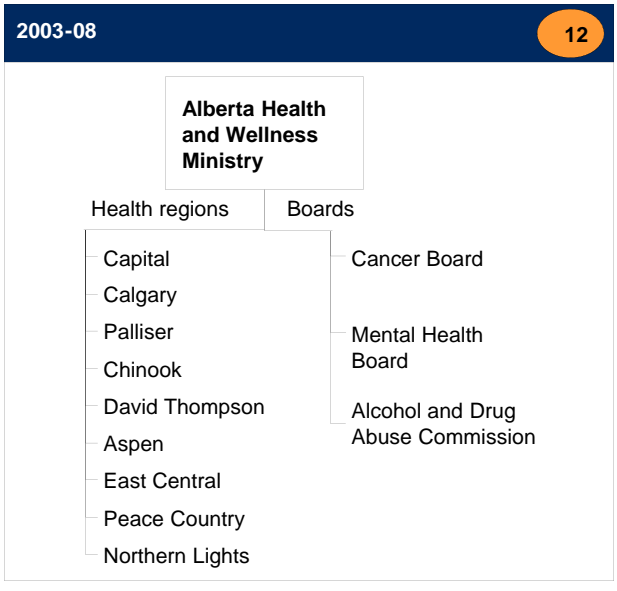 2003-08
12
Alberta Health
and Wellness
Ministry
Health regions
Boards
Capital
Calgary
Palliser
Chinook
David Thompson
Aspen
East Central
Peace Country
Northern Lights
Cancer Board
Mental Health
Board
Alcohol and Drug
Abuse Commission